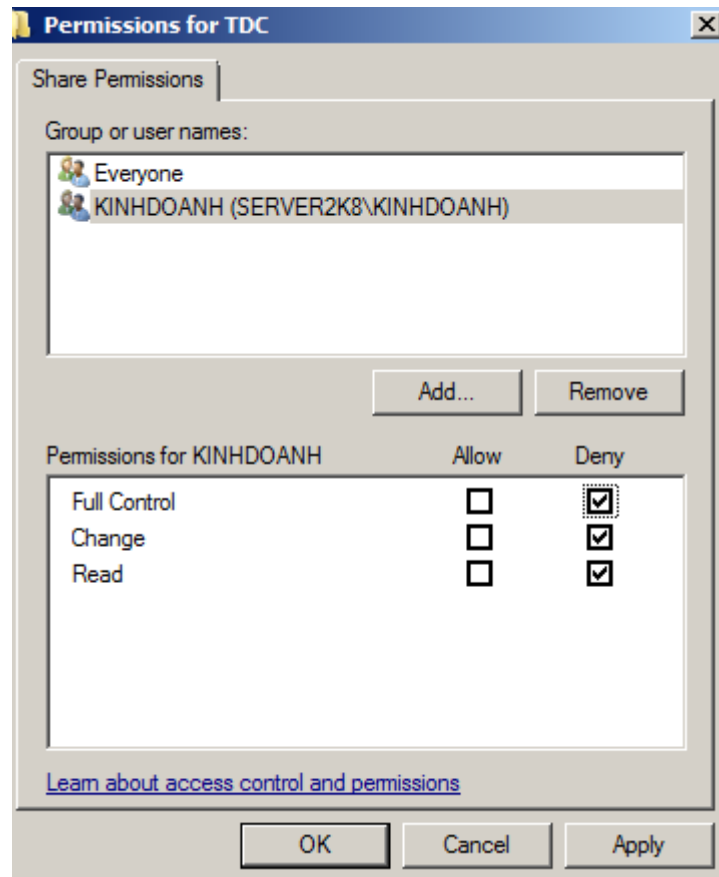 Permissions for TDC
Share Permissions
Group or user names:
Everyone
KINHDOANH (SERVER2K8\KINHDOANH)
Add... Remove
Permissions for KINHDOANH Allow Deny
Full Control
Change
Read
Learn about access control and permissions
OK Cancel Apply